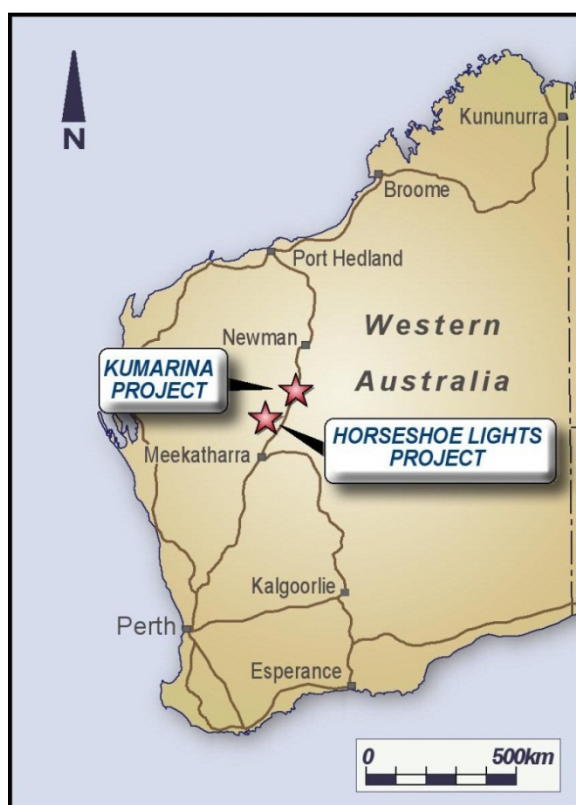 N
Kununurra
Broome
Port Hedland
Newman
Western
Australia
KUMARINA
PROJECT
HORSESHOE LIGHTS
PROJECT
Meekatharra
Kalgoorlie
Perth
Esperance
0 500km